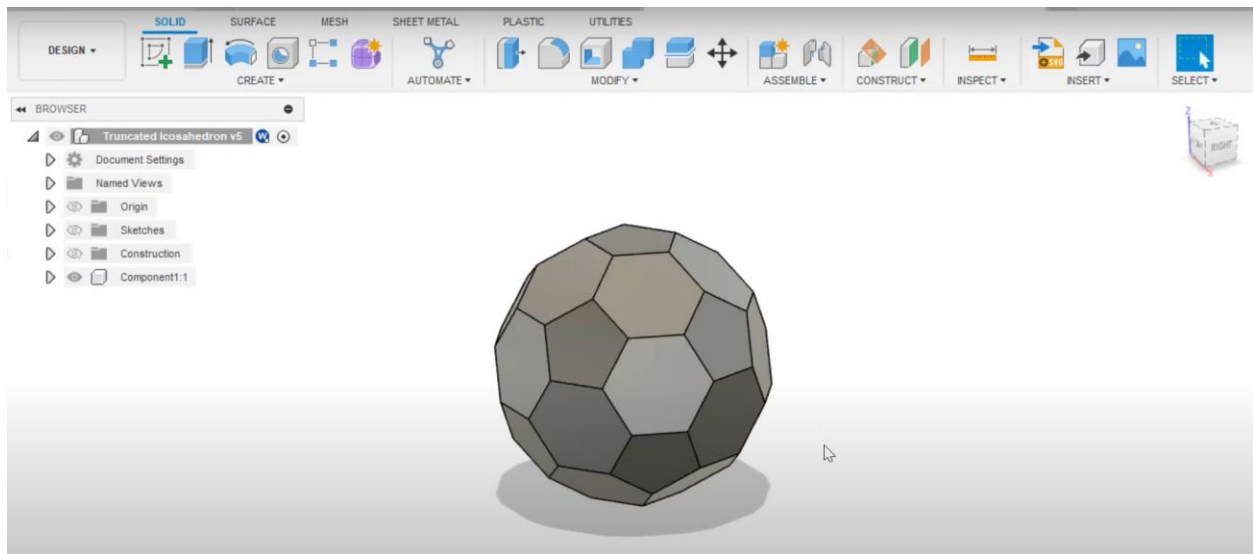 SOLID SURFACE MESH SHEET METAL PLASTIC UTILITIES
DESIGN
CREATE AUTOMATE MODIFY ASSEMBLE CONSTRUCT INSPECT INSERT SELECT
SVG
BROWSER
Truncated Icosahedron v5 W
Document Settings
Named Views
Origin
Sketches
Construction
Component1:1
Z
RIGHT
X